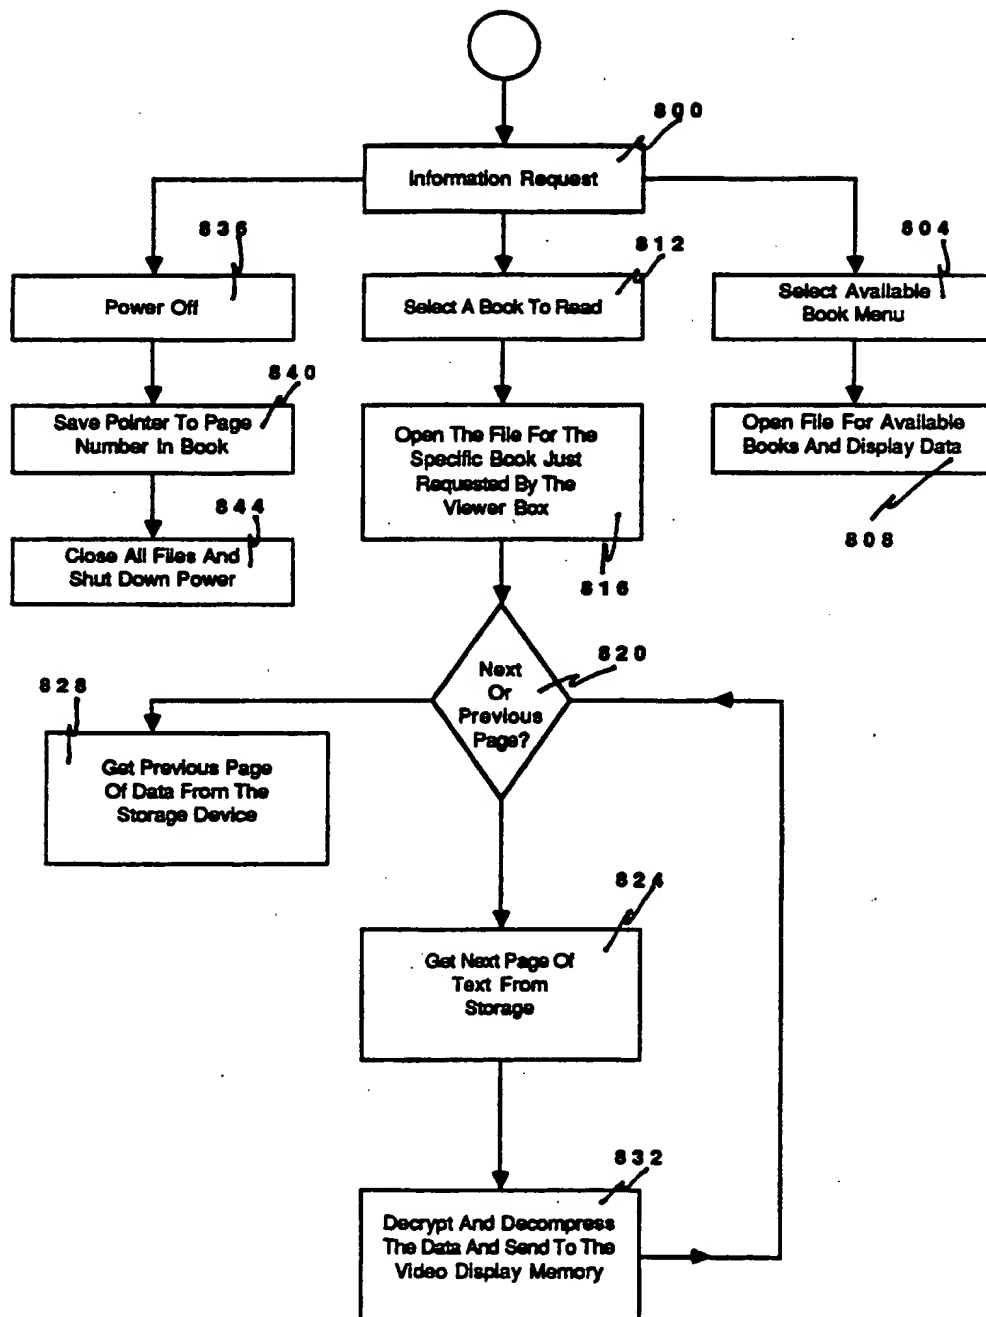 800
Information Request
836
812
804
Power Off
Select A Book To Read
Select Available
Book Menu
840
Save Pointer To Page
Number In Book
Open The File For The
Specific Book Just
Requested By The
Viewer Box
Open File For Available
Books And Display Data
844
808
Close All Files And
Shut Down Power
816
Next
Or
Previous
Page?
820
828
Get Previous Page
Of Data From The
Storage Device
824
Get Next Page Of
Text From
Storage
832
Decrypt And Decompress
The Data And Send To The
Video Display Memory